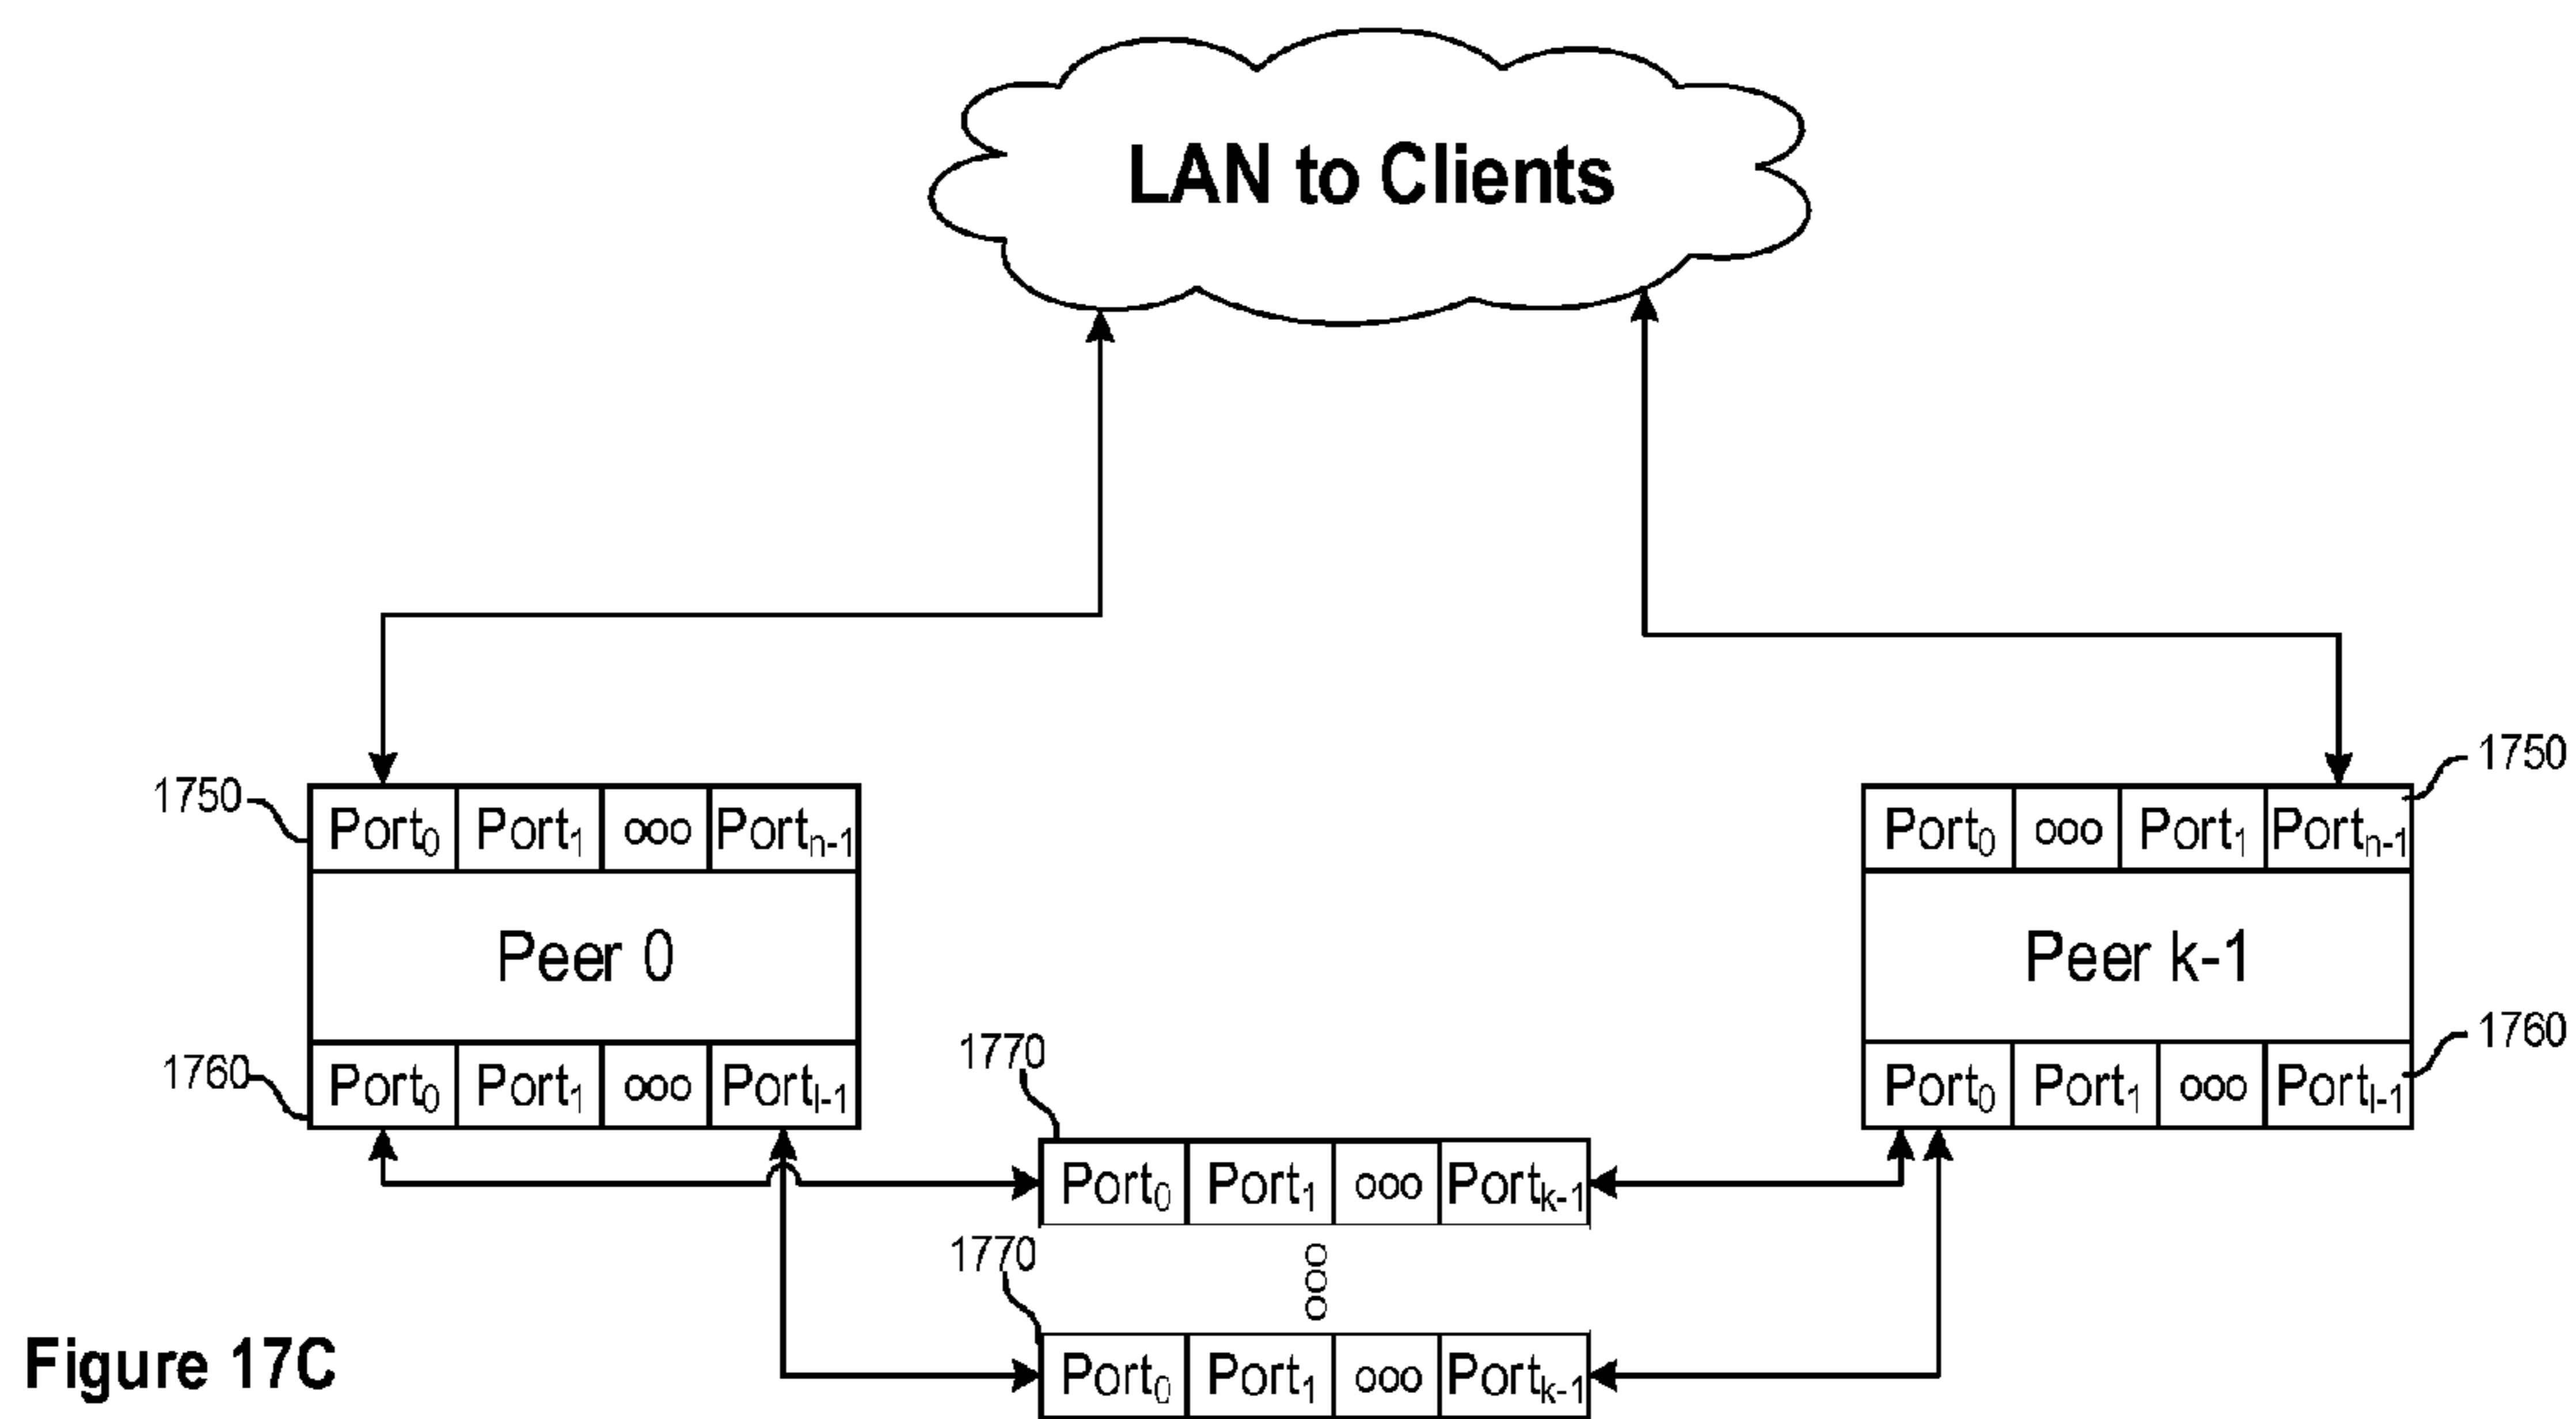 LAN to Clients
1750
1750
Port0 Port1 ooo Portn-1
Port0 ooo Port1 Portn-1
Peer 0
Peer k-1
1760
1760
Port0 Port1 ooo Portl-1
Port0 Port1 ooo Portl-1
1770
Port0 Port1 ooo Portk-1
1770
ooo
Port0 Port1 ooo Portk-1
Figure 17C